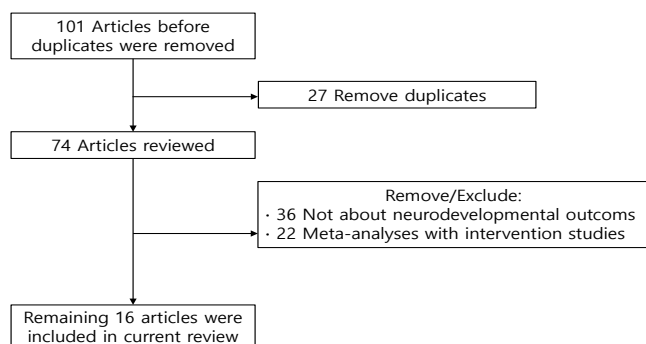 101 Articles before
duplicates were removed
27 Remove duplicates
74 Articles reviewed
Remove/Exclude:
· 36 Not about neurodevelopmental outcoms
· 22 Meta-analyses with intervention studies
Remaining 16 articles were
included in current review